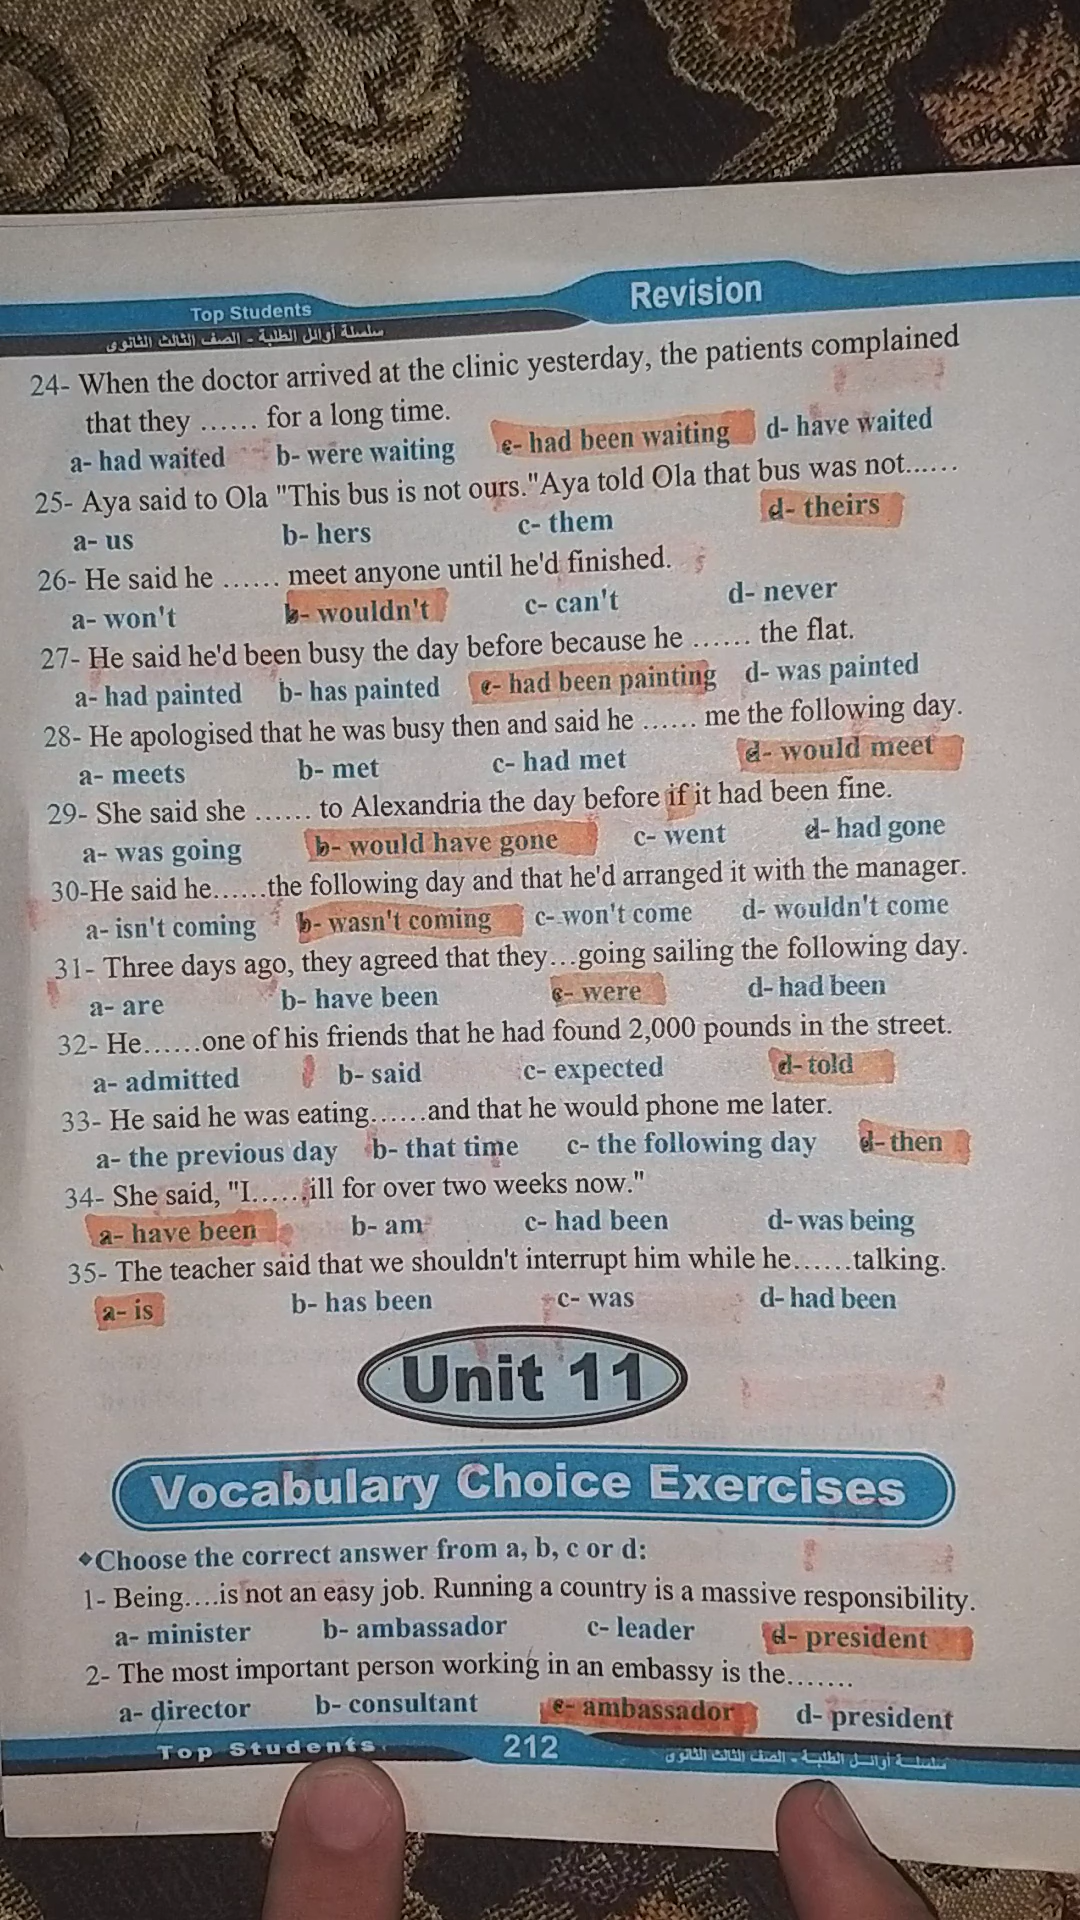 Top Students
Revision
سلسلة أوائل الطلبة - الصف الثالث الثانوى
24- When the doctor arrived at the clinic yesterday, the patients complained
that they ...... for a long time.
a- had waited b- were waiting c- had been waiting d- have waited
25- Aya said to Ola "This bus is not ours."Aya told Ola that bus was not......
a- us b- hers c- them d- theirs
26- He said he ...... meet anyone until he'd finished.
a- won't b- wouldn't c- can't d- never
27- He said he'd been busy the day before because he ...... the flat.
a- had painted b- has painted c- had been painting d- was painted
28- He apologised that he was busy then and said he ...... me the following day.
a- meets b- met c- had met d- would meet
29- She said she ...... to Alexandria the day before if it had been fine.
a- was going b- would have gone c- went d- had gone
30-He said he......the following day and that he'd arranged it with the manager.
a- isn't coming b- wasn't coming c- won't come d- wouldn't come
31- Three days ago, they agreed that they...going sailing the following day.
a- are b- have been c- were d- had been
32- He......one of his friends that he had found 2,000 pounds in the street.
a- admitted b- said c- expected d- told
33- He said he was eating......and that he would phone me later.
a- the previous day b- that time c- the following day d- then
34- She said, "I......ill for over two weeks now."
a- have been b- am c- had been d- was being
35- The teacher said that we shouldn't interrupt him while he......talking.
a- is b- has been c- was d- had been
Unit 11
Vocabulary Choice Exercises
❖Choose the correct answer from a, b, c or d:
1- Being....is not an easy job. Running a country is a massive responsibility.
a- minister b- ambassador c- leader d- president
2- The most important person working in an embassy is the.......
a- director b- consultant c- ambassador d- president
Top Students
212
سلسلة أوائل الطلبة - الصف الثالث الثانوى